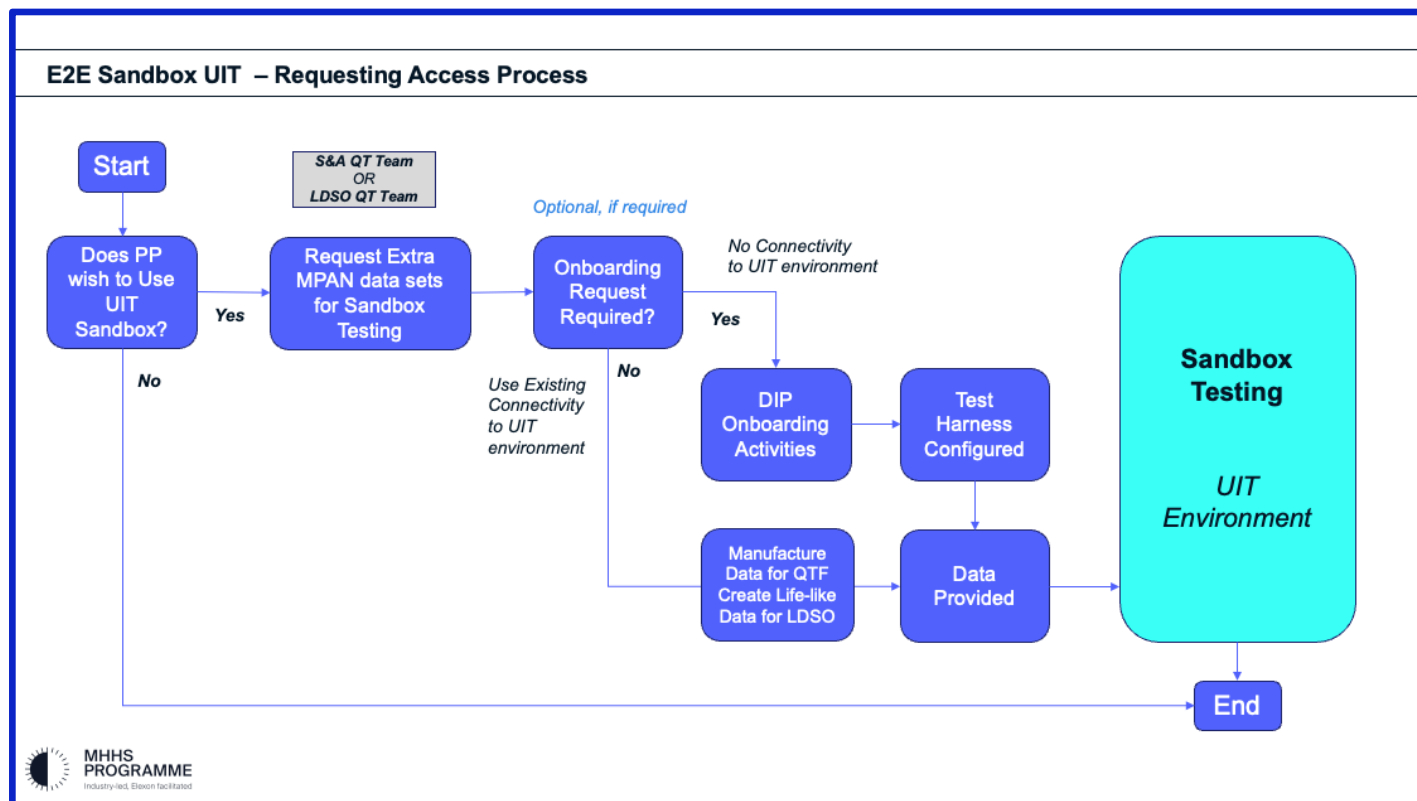 E2E Sandbox UIT – Requesting Access Process
Start
S&A QT Team
OR
LDSO QT Team
Optional, if required
Does PP
wish to Use
UIT
Sandbox?
Yes
No
Request Extra
MPAN data sets
for Sandbox
Testing
Onboarding
Request
Required?
No Connectivity
to UIT environment
Yes
No
Use Existing
Connectivity
to UIT
environment
DIP
Onboarding
Activities
Test
Harness
Configured
Manufacture
Data for QTF
Create Life-like
Data for LDSO
Data
Provided
Sandbox
Testing
UIT
Environment
End
MHHS
PROGRAMME
Industry-led, Elexon facilitated